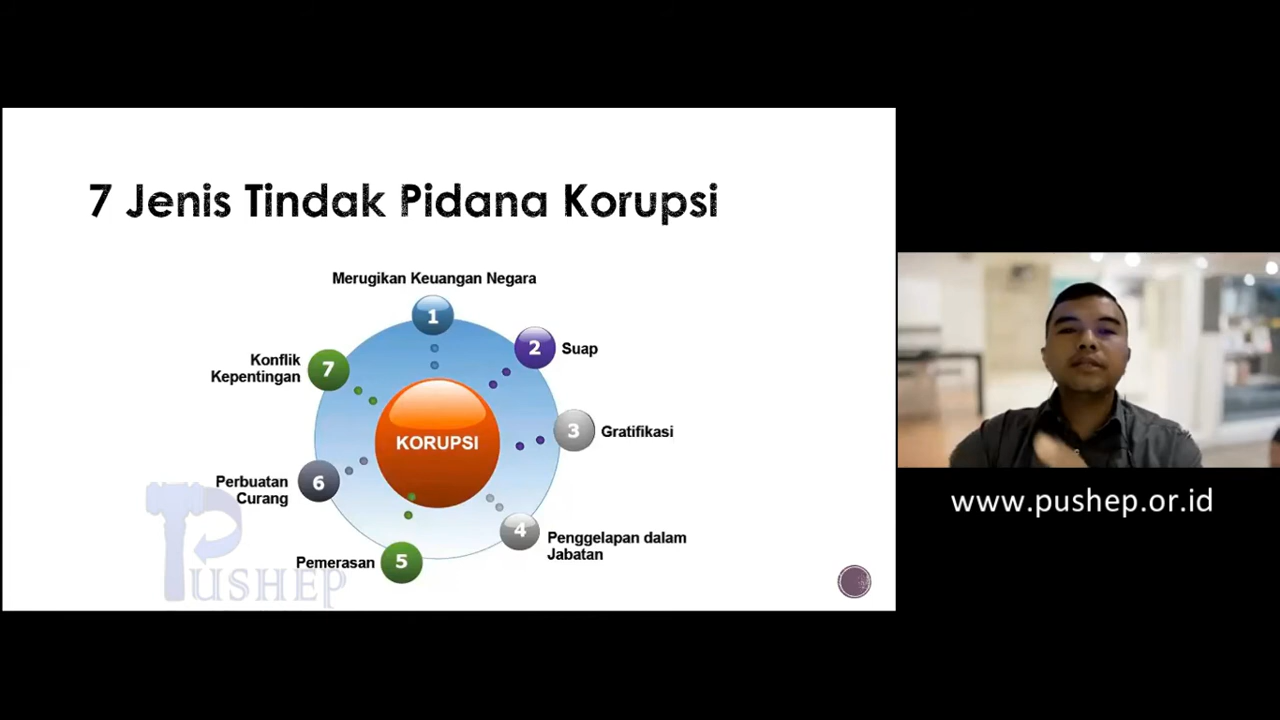 7 Jenis Tindak Pidana Korupsi
Merugikan Keuangan Negara
1
2
Suap
Konflik
Kepentingan
7
3
Gratifikasi
KORUPSI
Perbuatan
Curang
6
4
Penggelapan dalam
Jabatan
Pemerasan
5
PUSHEP
www.pushep.or.id